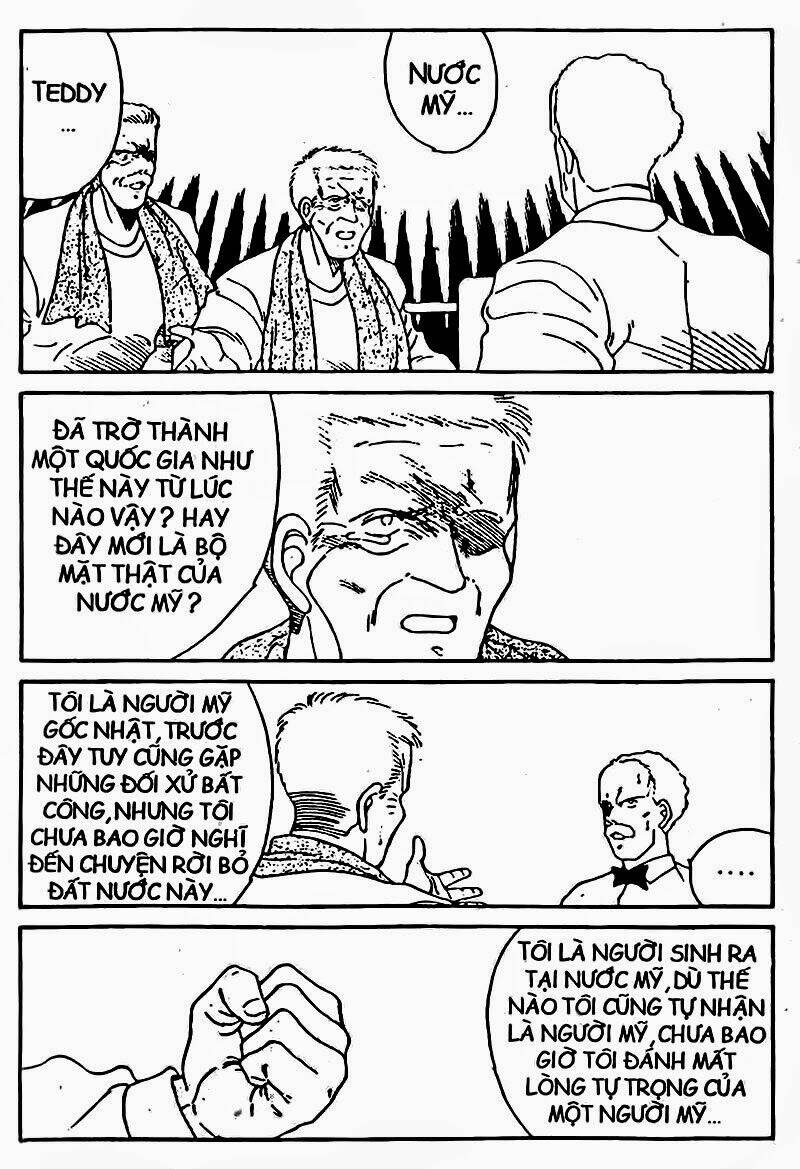 TEDDY
...
NƯỚC
MỸ...
ĐÃ TRỞ THÀNH
MỘT QUỐC GIA NHƯ
THẾ NÀY TỪ LÚC
NÀO VẬY? HAY
ĐÂY MỚI LÀ BỘ
MẶT THẬT CỦA
NƯỚC MỸ?
TÔI LÀ NGƯỜI MỸ
GỐC NHẬT, TRƯỚC
ĐÂY TUY CŨNG GẶP
NHỮNG ĐỐI XỬ BẤT
CÔNG, NHƯNG TÔI
CHƯA BAO GIỜ NGHĨ
ĐẾN CHUYỆN RỜI BỎ
ĐẤT NƯỚC NÀY...
....
TÔI LÀ NGƯỜI SINH RA
TẠI NƯỚC MỸ, DÙ THẾ
NÀO TÔI CŨNG TỰ NHẬN
LÀ NGƯỜI MỸ, CHƯA BAO
GIỜ TÔI ĐÁNH MẤT
LÒNG TỰ TRỌNG CỦA
MỘT NGƯỜI MỸ...